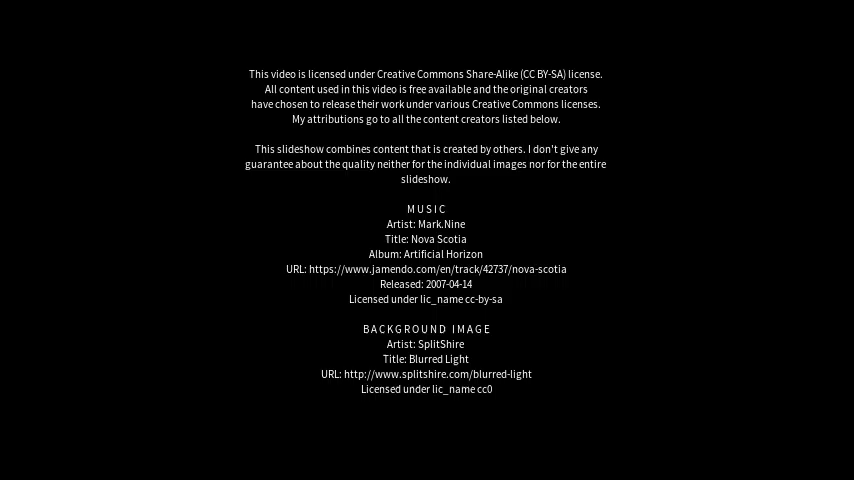 This video is licensed under Creative Commons Share-Alike (CC BY-SA) license.
All content used in this video is free available and the original creators
have chosen to release their work under various Creative Commons licenses.
My attributions go to all the content creators listed below.
This slideshow combines content that is created by others. I don't give any
guarantee about the quality neither for the individual images nor for the entire
slideshow.
MUSIC
Artist: Mark.Nine
Title: Nova Scotia
Album: Artificial Horizon
URL: https://www.jamendo.com/en/track/42737/nova-scotia
Released: 2007-04-14
Licensed under lic_name cc-by-sa
BACKGROUND IMAGE
Artist: SplitShire
Title: Blurred Light
URL: http://www.splitshire.com/blurred-light
Licensed under lic_name cc0